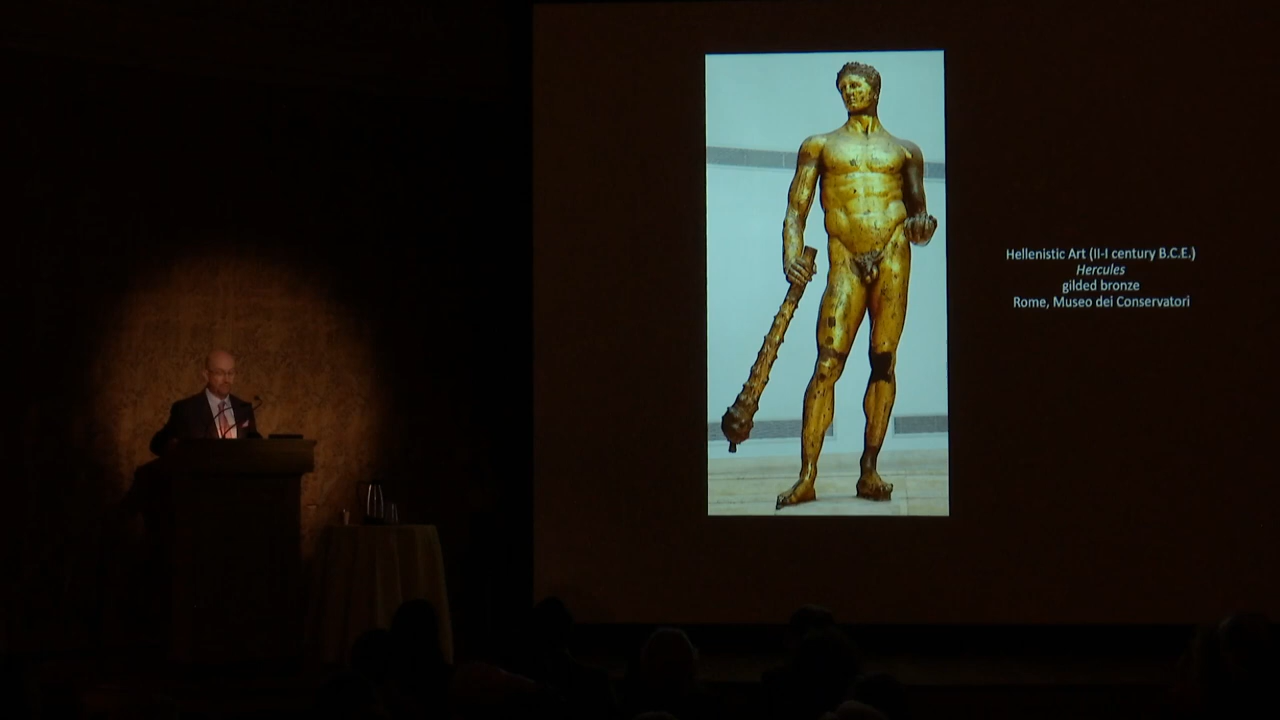 Hellenistic Art (II-I century B.C.E.)
Hercules
gilded bronze
Rome, Museo dei Conservatori